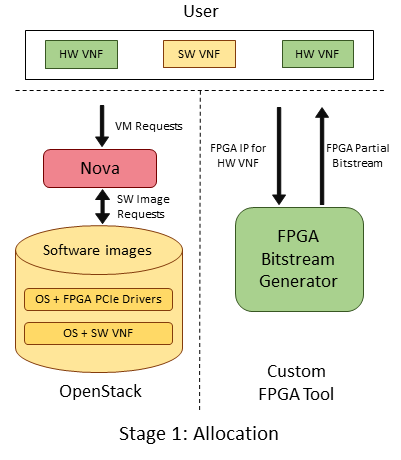 User
HW VNF
SW VNF
HW VNF
VM Requests
Nova
SW Image
Requests
Software images
OS + FPGA PCIe Drivers
OS + SW VNF
OpenStack
FPGA IP for
HW VNF
FPGA Partial
Bitstream
FPGA
Bitstream
Generator
Custom
FPGA Tool
Stage 1: Allocation